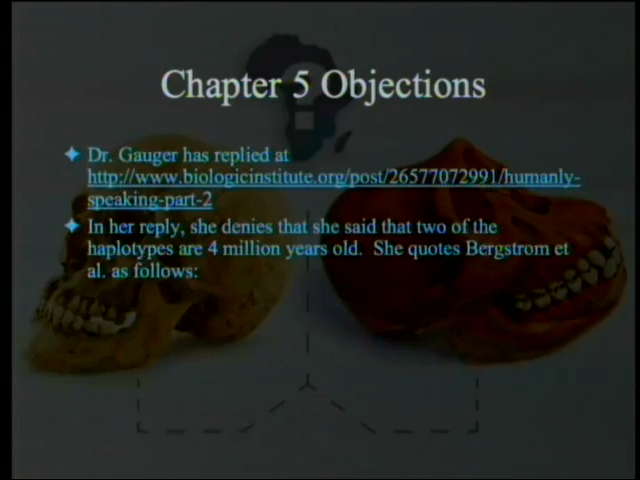 Chapter 5 Objections
Dr. Gauger has replied at
http://www.biologicinstitute.org/post/26577072991/humanly-
speaking-part-2
In her reply, she denies that she said that two of the
haplotypes are 4 million years old. She quotes Bergstrom et
al. as follows: